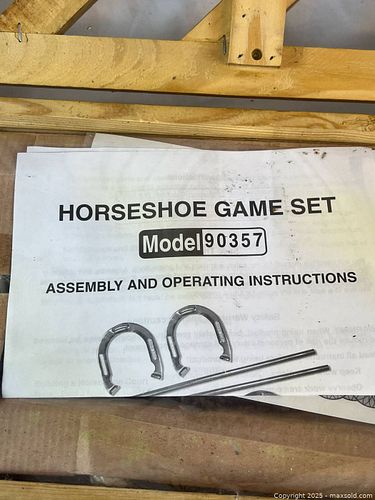 HORSESHOE GAME SET
Model 90357
ASSEMBLY AND OPERATING INSTRUCTIONS
Copyright 2025 - maxsold.com